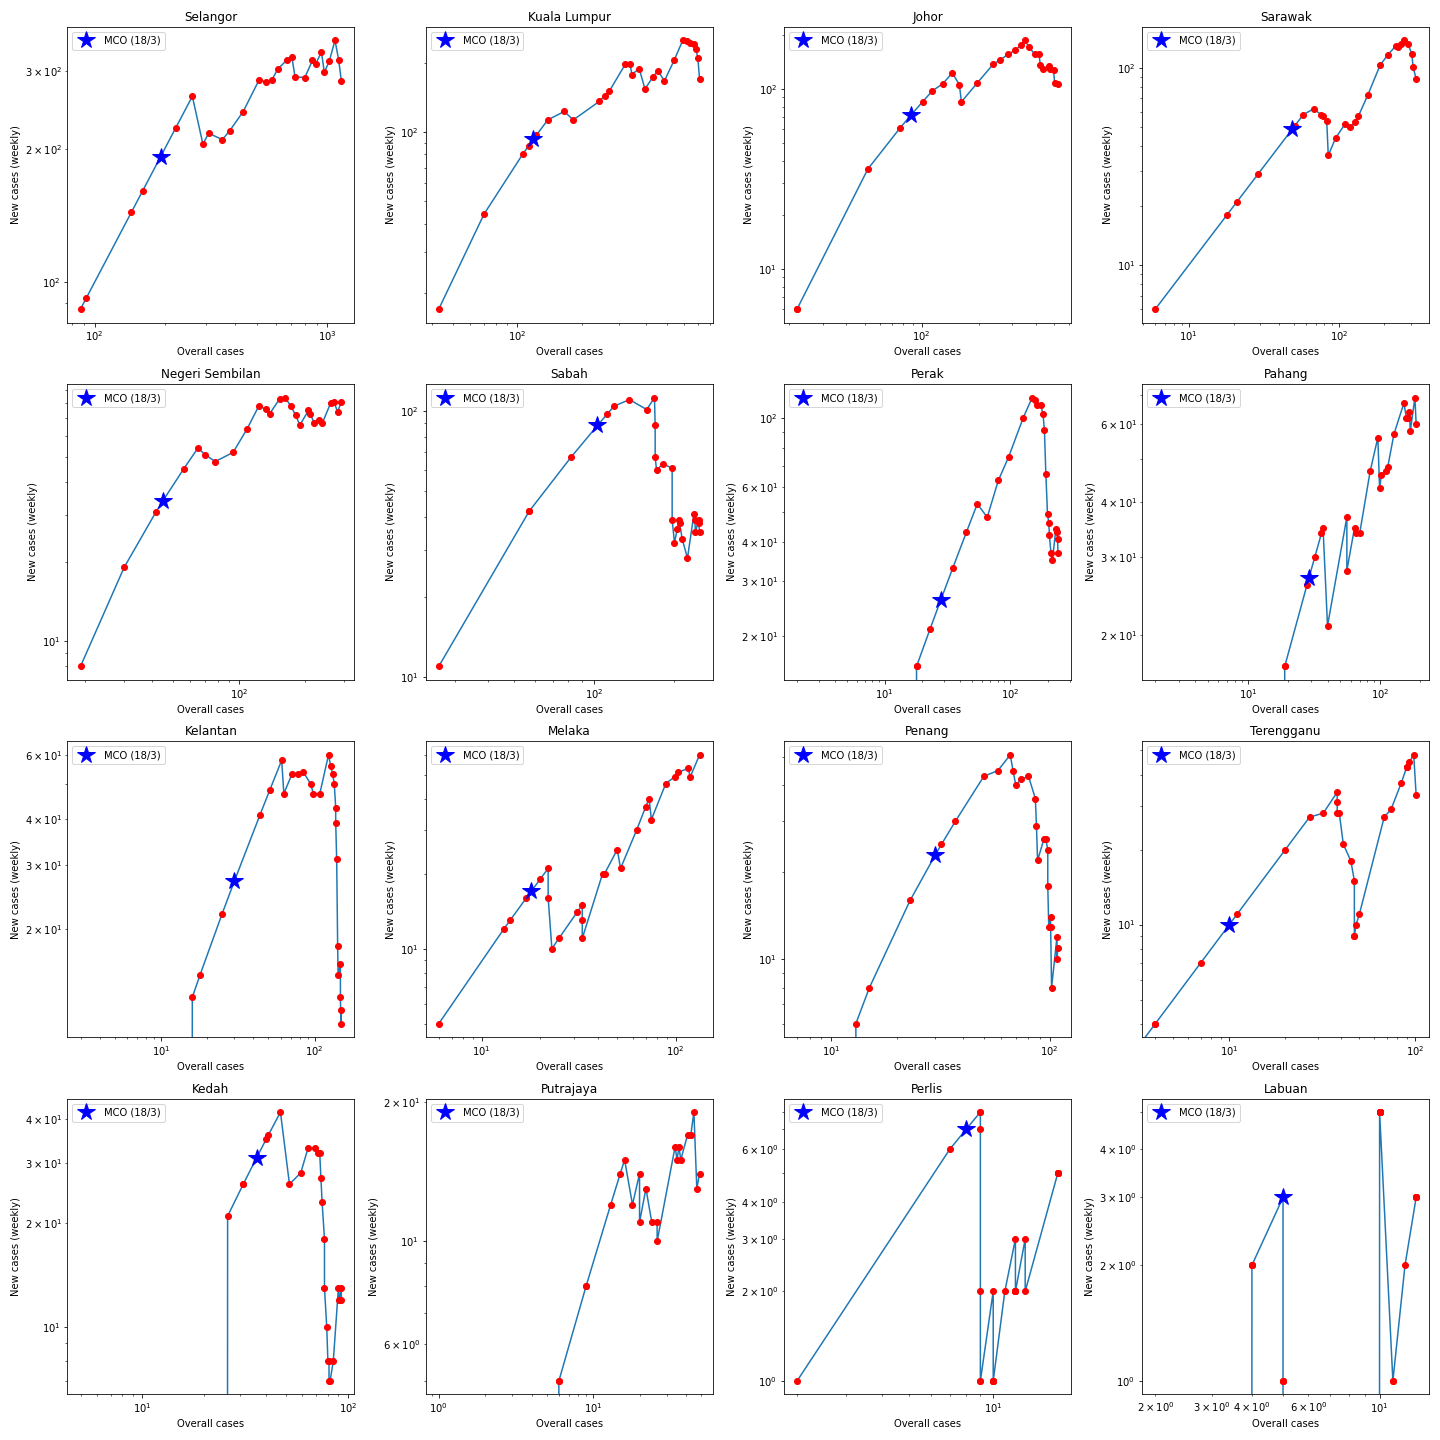 Selangor
MCO (18/3)
New cases (weekly)
3 × 10²
2 × 10²
10²
10² 10³
Overall cases
Kuala Lumpur
MCO (18/3)
New cases (weekly)
10²
10²
Overall cases
Johor
MCO (18/3)
New cases (weekly)
10²
10¹
10²
Overall cases
Sarawak
MCO (18/3)
New cases (weekly)
10²
10¹
10¹ 10²
Overall cases
Negeri Sembilan
MCO (18/3)
New cases (weekly)
10¹
10²
Overall cases
Sabah
MCO (18/3)
New cases (weekly)
10²
10¹
10²
Overall cases
Perak
MCO (18/3)
New cases (weekly)
10²
6 × 10¹
4 × 10¹
3 × 10¹
2 × 10¹
10¹ 10²
Overall cases
Pahang
MCO (18/3)
New cases (weekly)
6 × 10¹
4 × 10¹
3 × 10¹
2 × 10¹
10¹ 10²
Overall cases
Kelantan
MCO (18/3)
New cases (weekly)
6 × 10¹
4 × 10¹
3 × 10¹
2 × 10¹
10¹ 10²
Overall cases
Melaka
MCO (18/3)
New cases (weekly)
10¹
10¹ 10²
Overall cases
Penang
MCO (18/3)
New cases (weekly)
10¹
10¹ 10²
Overall cases
Terengganu
MCO (18/3)
New cases (weekly)
10¹
10¹ 10²
Overall cases
Kedah
MCO (18/3)
New cases (weekly)
4 × 10¹
3 × 10¹
2 × 10¹
10¹
10¹ 10²
Overall cases
Putrajaya
MCO (18/3)
New cases (weekly)
2 × 10¹
10¹
6 × 10⁰
10⁰ 10¹
Overall cases
Perlis
MCO (18/3)
New cases (weekly)
6 × 10⁰
4 × 10⁰
3 × 10⁰
2 × 10⁰
10⁰
10¹
Overall cases
Labuan
MCO (18/3)
New cases (weekly)
4 × 10⁰
3 × 10⁰
2 × 10⁰
10⁰
2 × 10⁰ 3 × 10⁰ 4 × 10⁰ 6 × 10⁰ 10¹
Overall cases